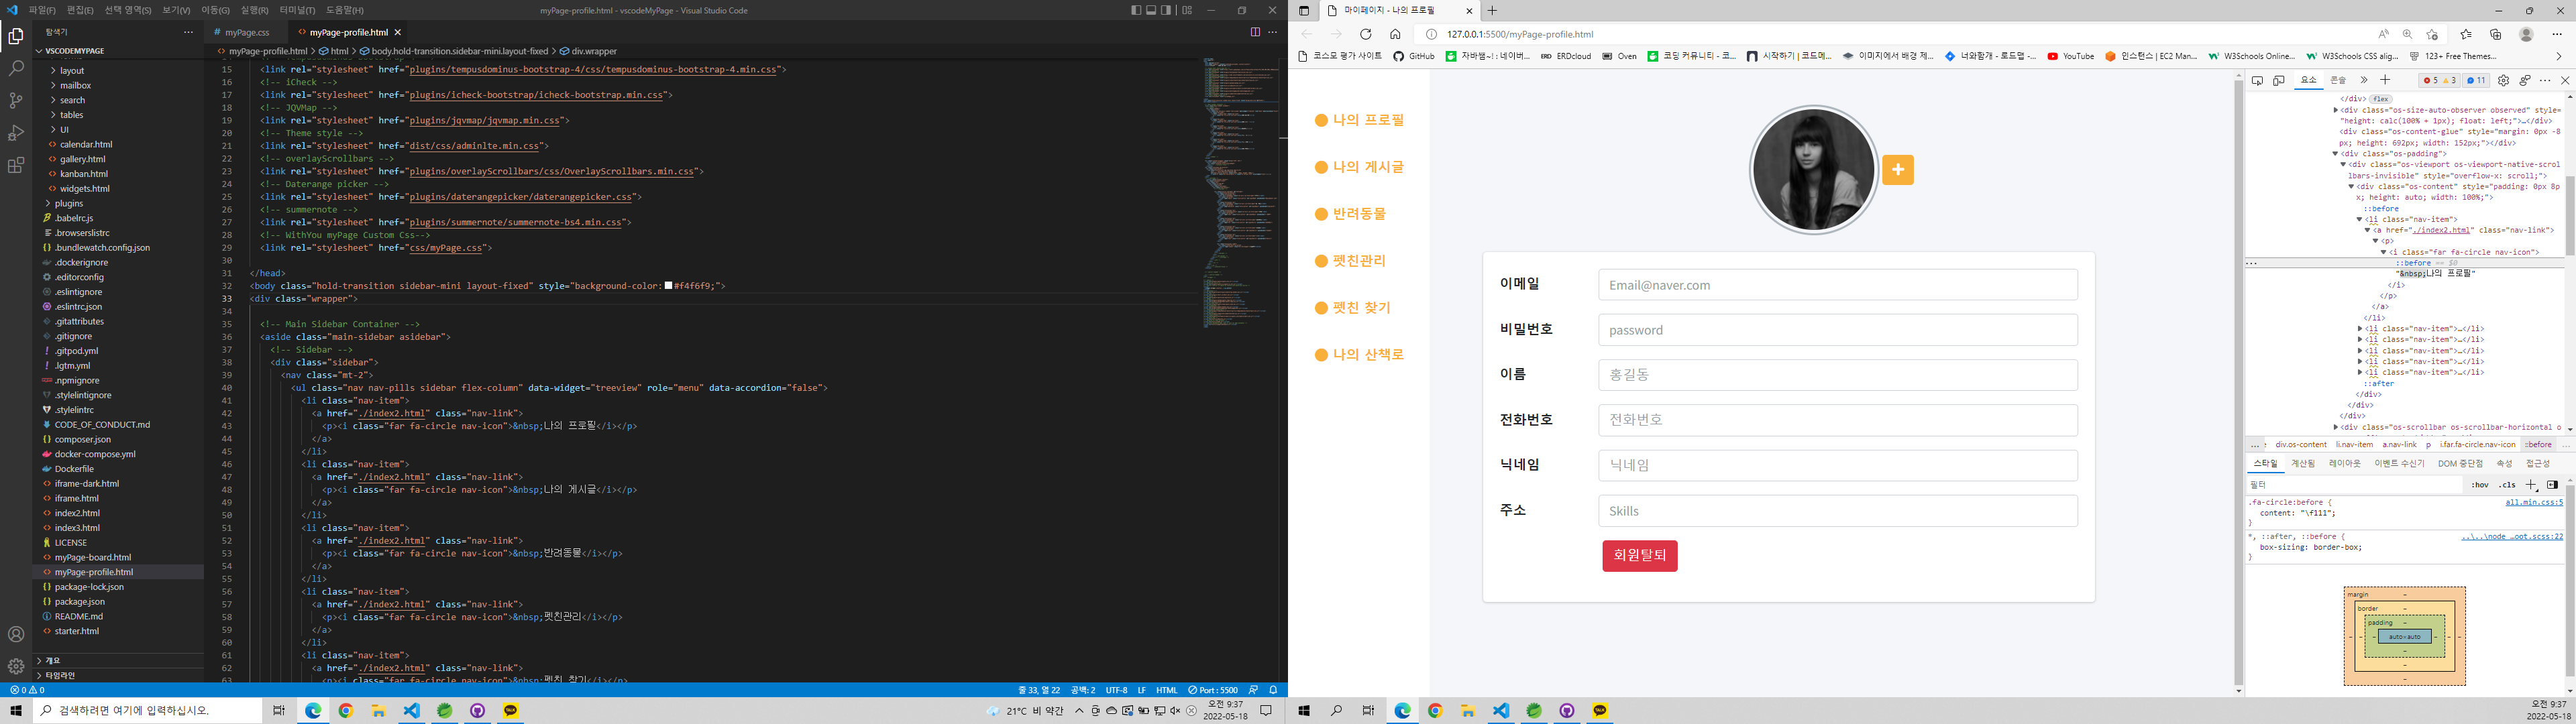 파일(F) 편집(E) 선택 영역(S) 보기(V) 이동(G) 실행(R) 터미널(T) 도움말(H)
myPage-profile.html - vscodeMyPage - Visual Studio Code
탐색기
VSCODEMYPAGE
layout
mailbox
search
tables
UI
calendar.html
gallery.html
kanban.html
widgets.html
plugins
.babelrc.js
.browserslistrc
.bundlewatch.config.json
.dockerignore
.editorconfig
.eslintignore
.eslintrc.json
.gitattributes
.gitignore
.gitpod.yml
.lgtm.yml
.npmignore
.stylelintignore
.stylelintrc
CODE_OF_CONDUCT.md
composer.json
docker-compose.yml
Dockerfile
iframe-dark.html
iframe.html
index2.html
index3.html
LICENSE
myPage-board.html
myPage-profile.html
package-lock.json
package.json
README.md
starter.html
개요
타임라인
myPage.css
myPage-profile.html
myPage-profile.html > html > body.hold-transition.sidebar-mini.layout-fixed > div.wrapper
15 <link rel="stylesheet" href="plugins/tempusdominus-bootstrap-4/css/tempusdominus-bootstrap-4.min.css">
16 <!-- iCheck -->
17 <link rel="stylesheet" href="plugins/icheck-bootstrap/icheck-bootstrap.min.css">
18 <!-- JQVMap -->
19 <link rel="stylesheet" href="plugins/jqvmap/jqvmap.min.css">
20 <!-- Theme style -->
21 <link rel="stylesheet" href="dist/css/adminlte.min.css">
22 <!-- overlayScrollbars -->
23 <link rel="stylesheet" href="plugins/overlayScrollbars/css/OverlayScrollbars.min.css">
24 <!-- Daterange picker -->
25 <link rel="stylesheet" href="plugins/daterangepicker/daterangepicker.css">
26 <!-- summernote -->
27 <link rel="stylesheet" href="plugins/summernote/summernote-bs4.min.css">
28 <!-- WithYou myPage Custom Css-->
29 <link rel="stylesheet" href="css/myPage.css">
30
31 </head>
32 <body class="hold-transition sidebar-mini layout-fixed" style="background-color:#f4f6f9;">
33 <div class="wrapper">
34
35 <!-- Main Sidebar Container -->
36 <aside class="main-sidebar asidebar">
37 <!-- Sidebar -->
38 <div class="sidebar">
39 <nav class="mt-2">
40 <ul class="nav nav-pills sidebar flex-column" data-widget="treeview" role="menu" data-accordion="false">
41 <li class="nav-item">
42 <a href="./index2.html" class="nav-link">
43 <p><i class="far fa-circle nav-icon">&nbsp;나의 프로필</i></p>
44 </a>
45 </li>
46 <li class="nav-item">
47 <a href="./index2.html" class="nav-link">
48 <p><i class="far fa-circle nav-icon">&nbsp;나의 게시글</i></p>
49 </a>
50 </li>
51 <li class="nav-item">
52 <a href="./index2.html" class="nav-link">
53 <p><i class="far fa-circle nav-icon">&nbsp;반려동물</i></p>
54 </a>
55 </li>
56 <li class="nav-item">
57 <a href="./index2.html" class="nav-link">
58 <p><i class="far fa-circle nav-icon">&nbsp;펫친관리</i></p>
59 </a>
60 </li>
61 <li class="nav-item">
62 <a href="./index2.html" class="nav-link">
63 <p><i class="far fa-circle nav-icon">&nbsp;펫친 찾기</i></p>
0 0
줄 33, 열 22 공백: 2 UTF-8 LF HTML Port : 5500
검색하려면 여기에 입력하십시오.
21°C 비 약간
오전 9:37
2022-05-18
마이페이지 - 나의 프로필
127.0.0.1:5500/myPage-profile.html
코스모 평가 사이트 GitHub 자바쌤~! : 네이버... ERDcloud Oven 코딩 커뮤니티 - 코... 시작하기 | 코드메... 이미지에서 배경 제... 너와함개 - 로드맵 -... YouTube 인스턴스 | EC2 Man... W3Schools Online... W3Schools CSS alig... 123+ Free Themes...
나의 프로필
나의 게시글
반려동물
펫친관리
펫친 찾기
나의 산책로
이메일
Email@naver.com
비밀번호
password
이름
홍길동
전화번호
전화번호
닉네임
닉네임
주소
Skills
회원탈퇴
요소 콘솔 5 3 11
</div> flex
<div class="os-size-auto-observer observed" style=
"height: calc(100% + 1px); float: left;">…</div>
<div class="os-content-glue" style="margin: 0px -8
px; height: 692px; width: 152px;"></div>
<div class="os-padding">
<div class="os-viewport os-viewport-native-scrol
lbars-invisible" style="overflow-x: scroll;">
<div class="os-content" style="padding: 0px 8p
x; height: auto; width: 100%;">
::before
<li class="nav-item">
<a href="./index2.html" class="nav-link">
<p>
<i class="far fa-circle nav-icon">
::before == $0
"&nbsp;나의 프로필"
</i>
</p>
</a>
</li>
<li class="nav-item">…</li>
<li class="nav-item">…</li>
<li class="nav-item">…</li>
<li class="nav-item">…</li>
<li class="nav-item">…</li>
::after
</div>
</div>
</div>
<div class="os-scrollbar os-scrollbar-horizontal o
div.os-content li.nav-item a.nav-link p i.far.fa-circle.nav-icon ::before
스타일 계산됨 레이아웃 이벤트 수신기 DOM 중단점 속성 접근성
필터 :hov .cls
.fa-circle:before { all.min.css:5
content: "\f111";
}
*, ::after, ::before { ..\..\node …oot.scss:22
box-sizing: border-box;
}
margin
border
padding
auto×auto
오전 9:37
2022-05-18